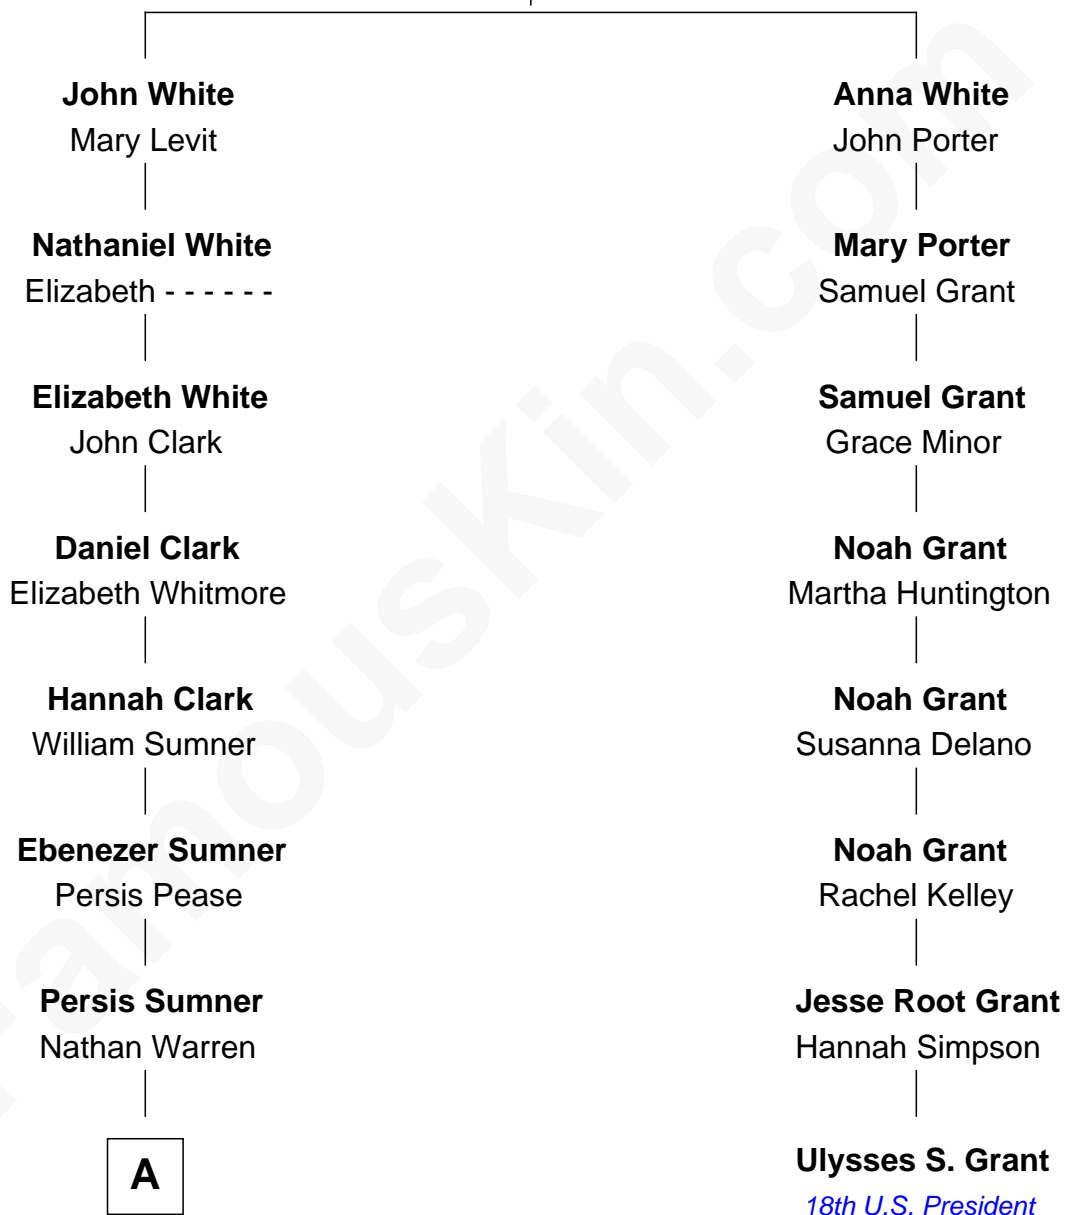 John White
Mary Levit
Anna White
John Porter
Nathaniel White
Elizabeth - - - - - -
Mary Porter
Samuel Grant
Elizabeth White
John Clark
Samuel Grant
Grace Minor
Daniel Clark
Elizabeth Whitmore
Noah Grant
Martha Huntington
Hannah Clark
William Sumner
Noah Grant
Susanna Delano
Ebenezer Sumner
Persis Pease
Noah Grant
Rachel Kelley
Persis Sumner
Nathan Warren
Jesse Root Grant
Hannah Simpson
A
Ulysses S. Grant
18th U.S. President
FamousKin.com